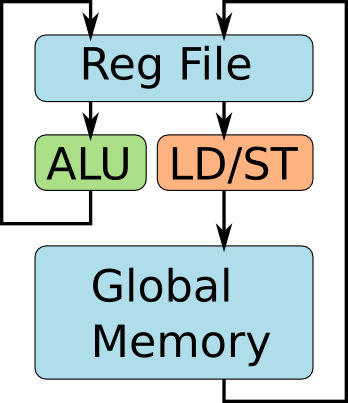 Reg File
ALU
LD/ST
Global
Memory